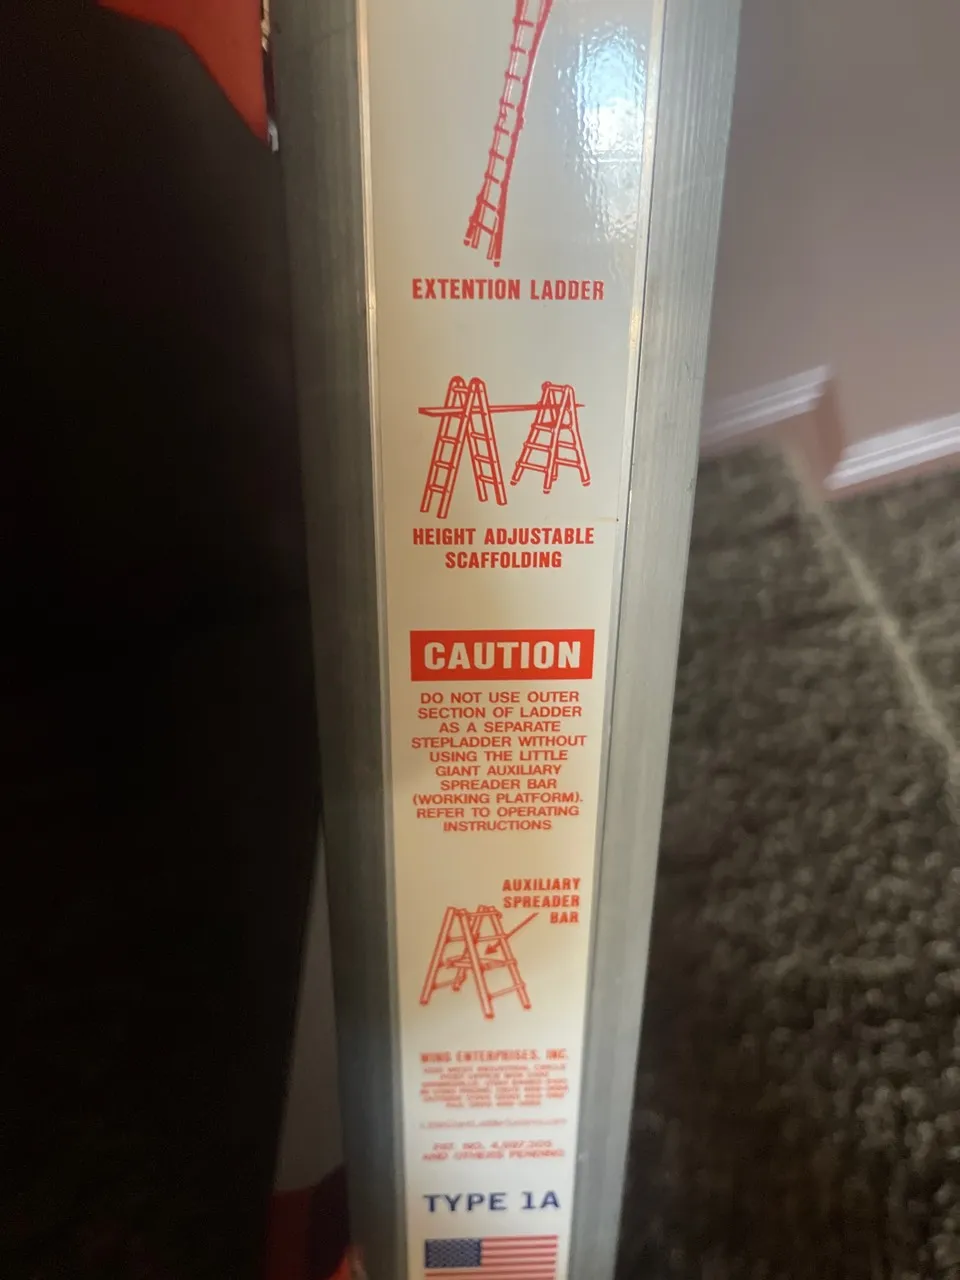 EXTENTION LADDER
HEIGHT ADJUSTABLE
SCAFFOLDING
CAUTION
DO NOT USE OUTER
SECTION OF LADDER
AS A SEPARATE
STEPLADDER WITHOUT
USING THE LITTLE
GIANT AUXILIARY
SPREADER BAR
(WORKING PLATFORM).
REFER TO OPERATING
INSTRUCTIONS
AUXILIARY
SPREADER
BAR
WING ENTERPRISES, INC.
PAT. NO.
AND OTHERS PENDING
TYPE 1A